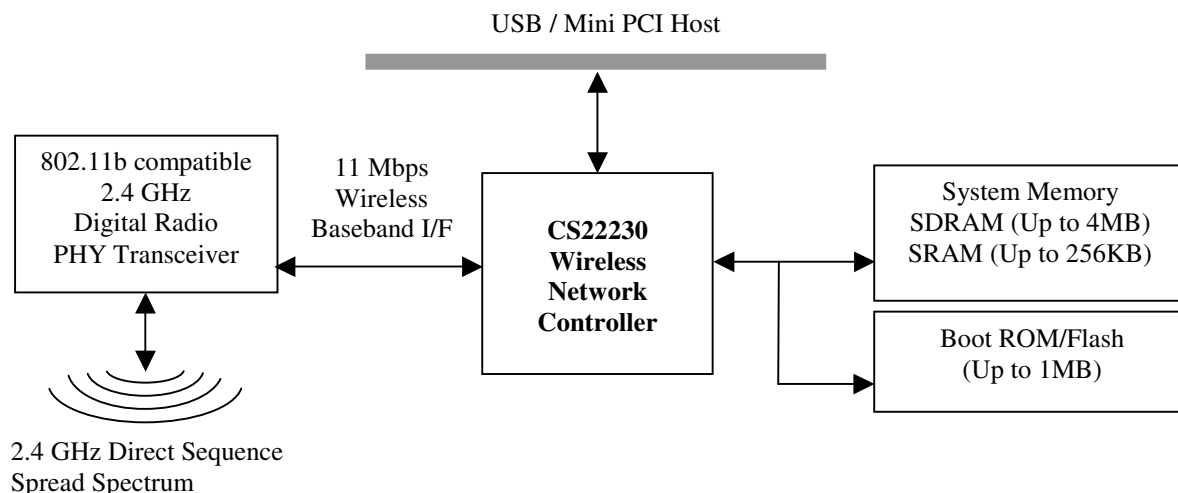 USB / Mini PCI Host
802.11b compatible
2.4 GHz
Digital Radio
PHY Transceiver
11 Mbps
Wireless
Baseband I/F
CS22230
Wireless
Network
Controller
System Memory
SDRAM (Up to 4MB)
SRAM (Up to 256KB)
Boot ROM/Flash
(Up to 1MB)
2.4 GHz Direct Sequence
Spread Spectrum